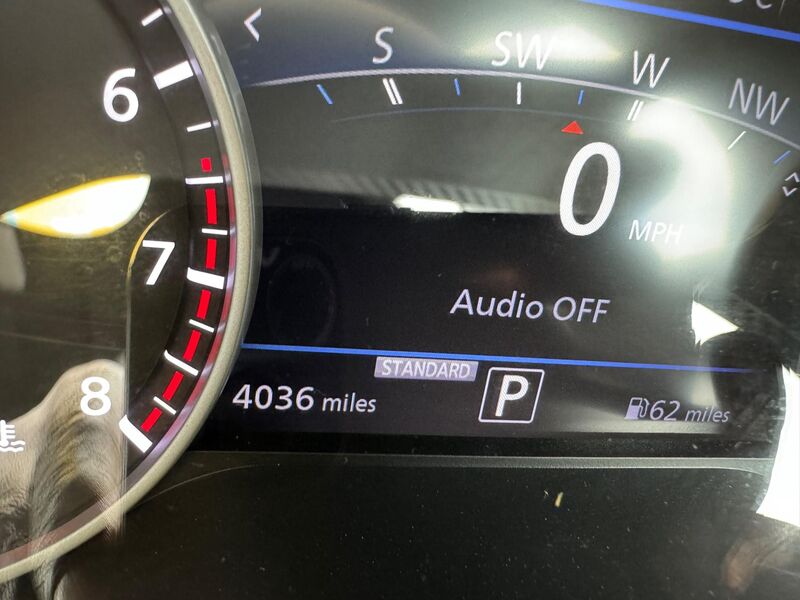 S SW W NW
6
0 MPH
7
Audio OFF
STANDARD
8
4036 miles
P
62 miles